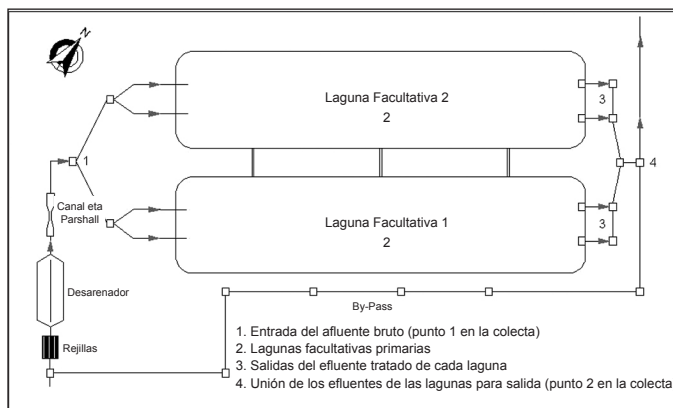 N
Laguna Facultativa 2
2
3
1
4
Canal eta
Parshall
Laguna Facultativa 1
2
3
Desarenador
By-Pass
Rejillas
1. Entrada del afluente bruto (punto 1 en la colecta)
2. Lagunas facultativas primarias
3. Salidas del efluente tratado de cada laguna
4. Unión de los efluentes de las lagunas para salida (punto 2 en la colecta